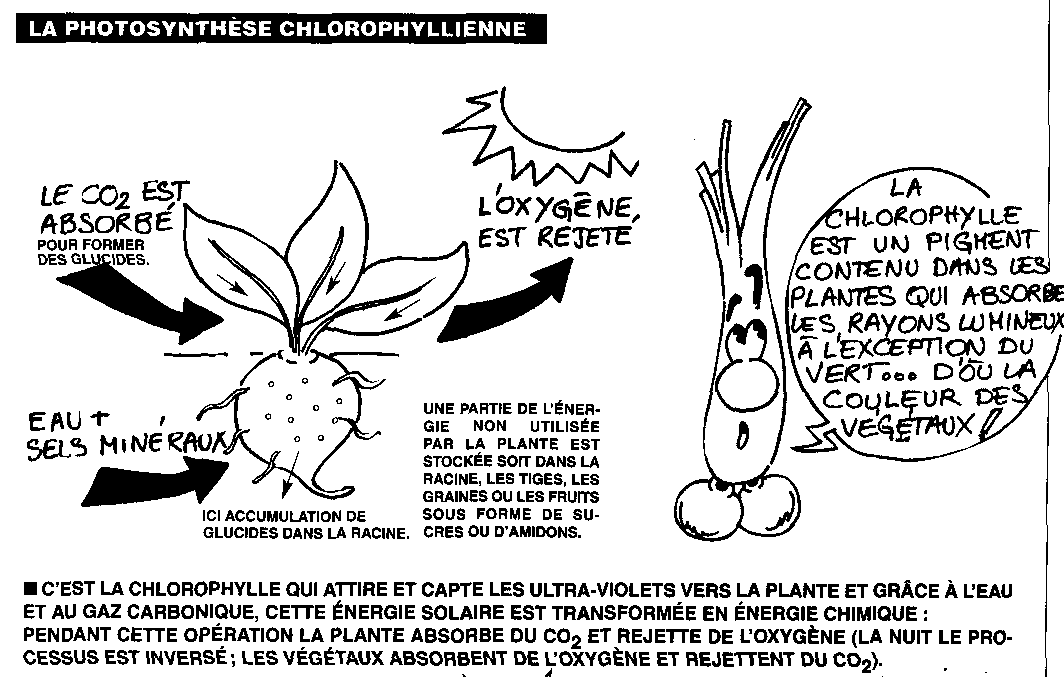 LA PHOTOSYNTHÈSE CHLOROPHYLLIENNE
LE CO2 EST
ABSORBÉ
POUR FORMER
DES GLUCIDES.
L'OXYGÈNE,
EST REJETE
LA
CHLOROPHYLLE
EST UN PIGMENT
CONTENU DANS LES
PLANTES QUI ABSORBE
LES RAYONS LUMINEUX
À L'EXCEPTION DU
VERT... D'OÙ LA
COULEUR DES
VÉGÉTAUX !
EAU +
SELS MINÉRAUX
ICI ACCUMULATION DE
GLUCIDES DANS LA RACINE.
UNE PARTIE DE L'ÉNER-
GIE NON UTILISÉE
PAR LA PLANTE EST
STOCKÉE SOIT DANS LA
RACINE, LES TIGES, LES
GRAINES OU LES FRUITS
SOUS FORME DE SU-
CRES OU D'AMIDONS.
■ C'EST LA CHLOROPHYLLE QUI ATTIRE ET CAPTE LES ULTRA-VIOLETS VERS LA PLANTE ET GRÂCE À L'EAU
ET AU GAZ CARBONIQUE, CETTE ÉNERGIE SOLAIRE EST TRANSFORMÉE EN ÉNERGIE CHIMIQUE :
PENDANT CETTE OPÉRATION LA PLANTE ABSORBE DU CO2 ET REJETTE DE L'OXYGÈNE (LA NUIT LE PRO-
CESSUS EST INVERSÉ ; LES VÉGÉTAUX ABSORBENT DE L'OXYGÈNE ET REJETTENT DU CO2).